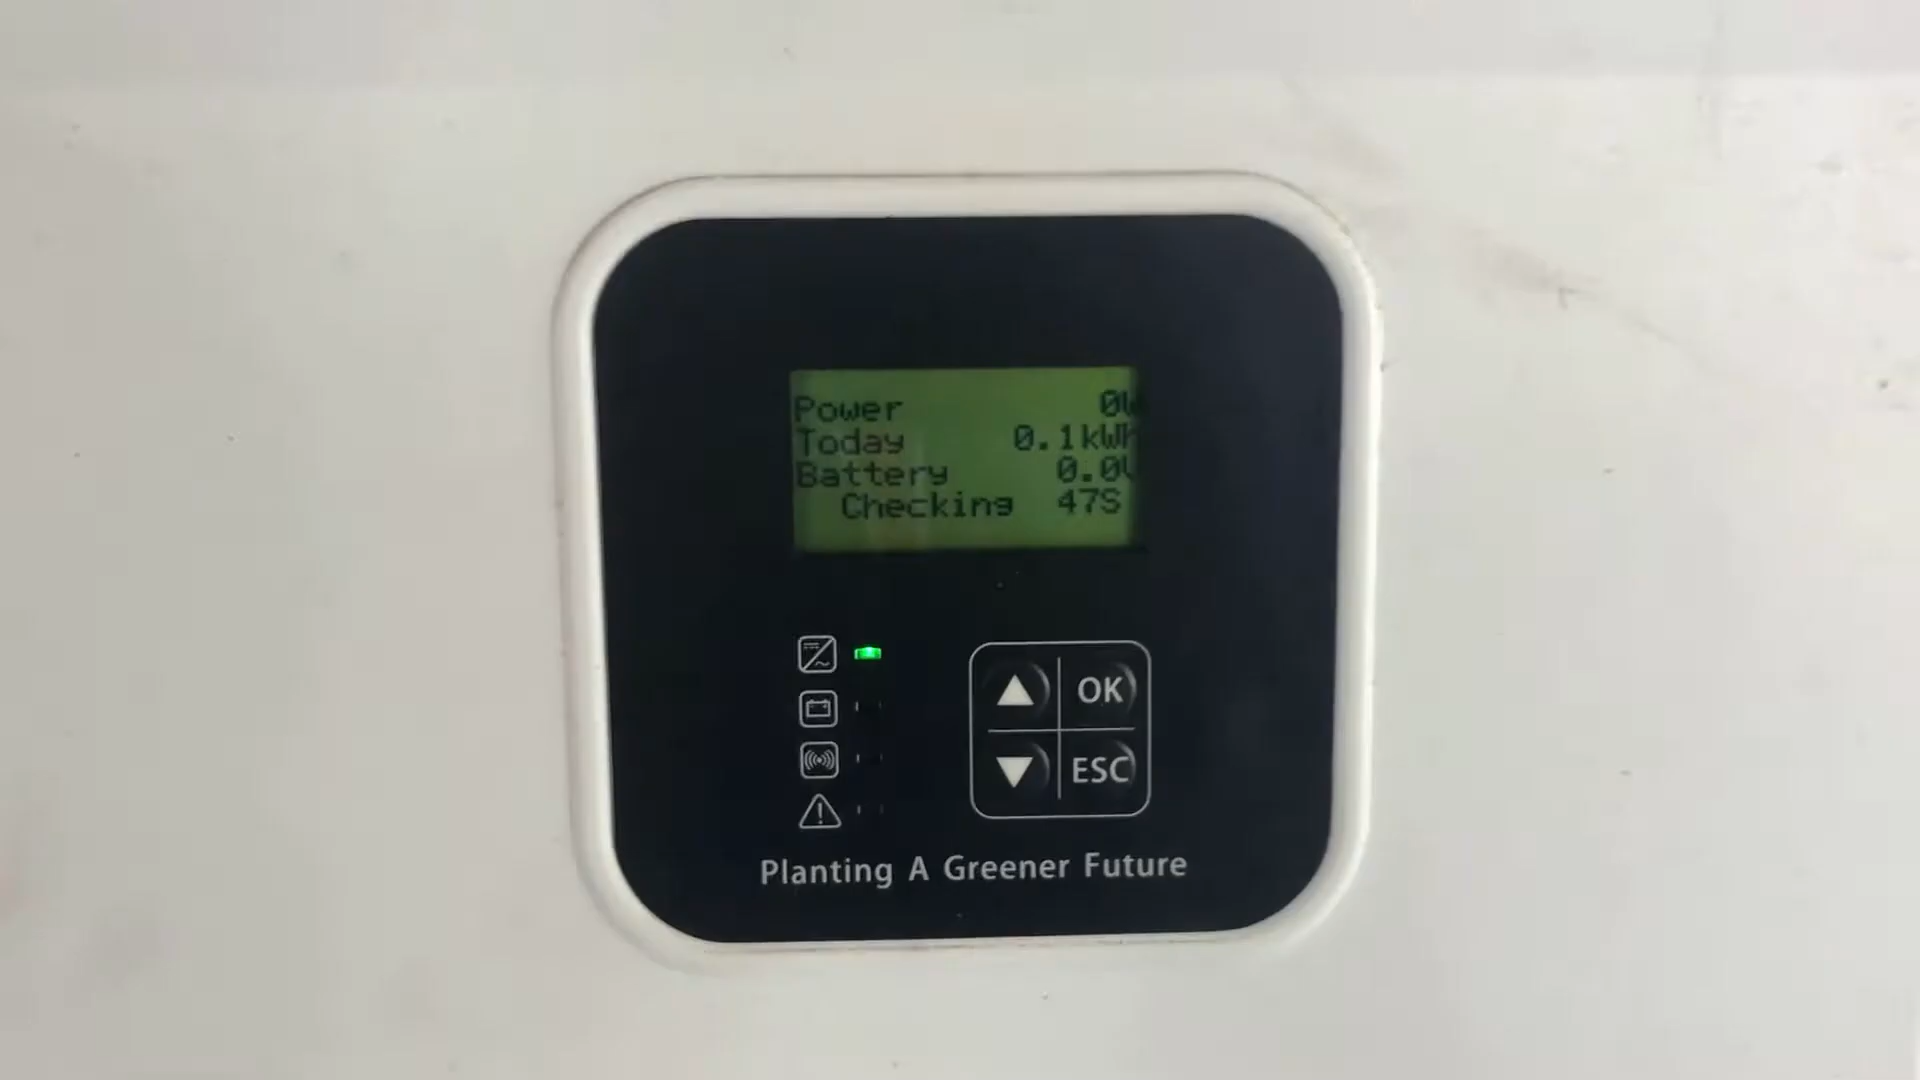 Power 0W
Today 0.1kWh
Battery 0.0V
Checking 47S
OK
ESC
Planting A Greener Future